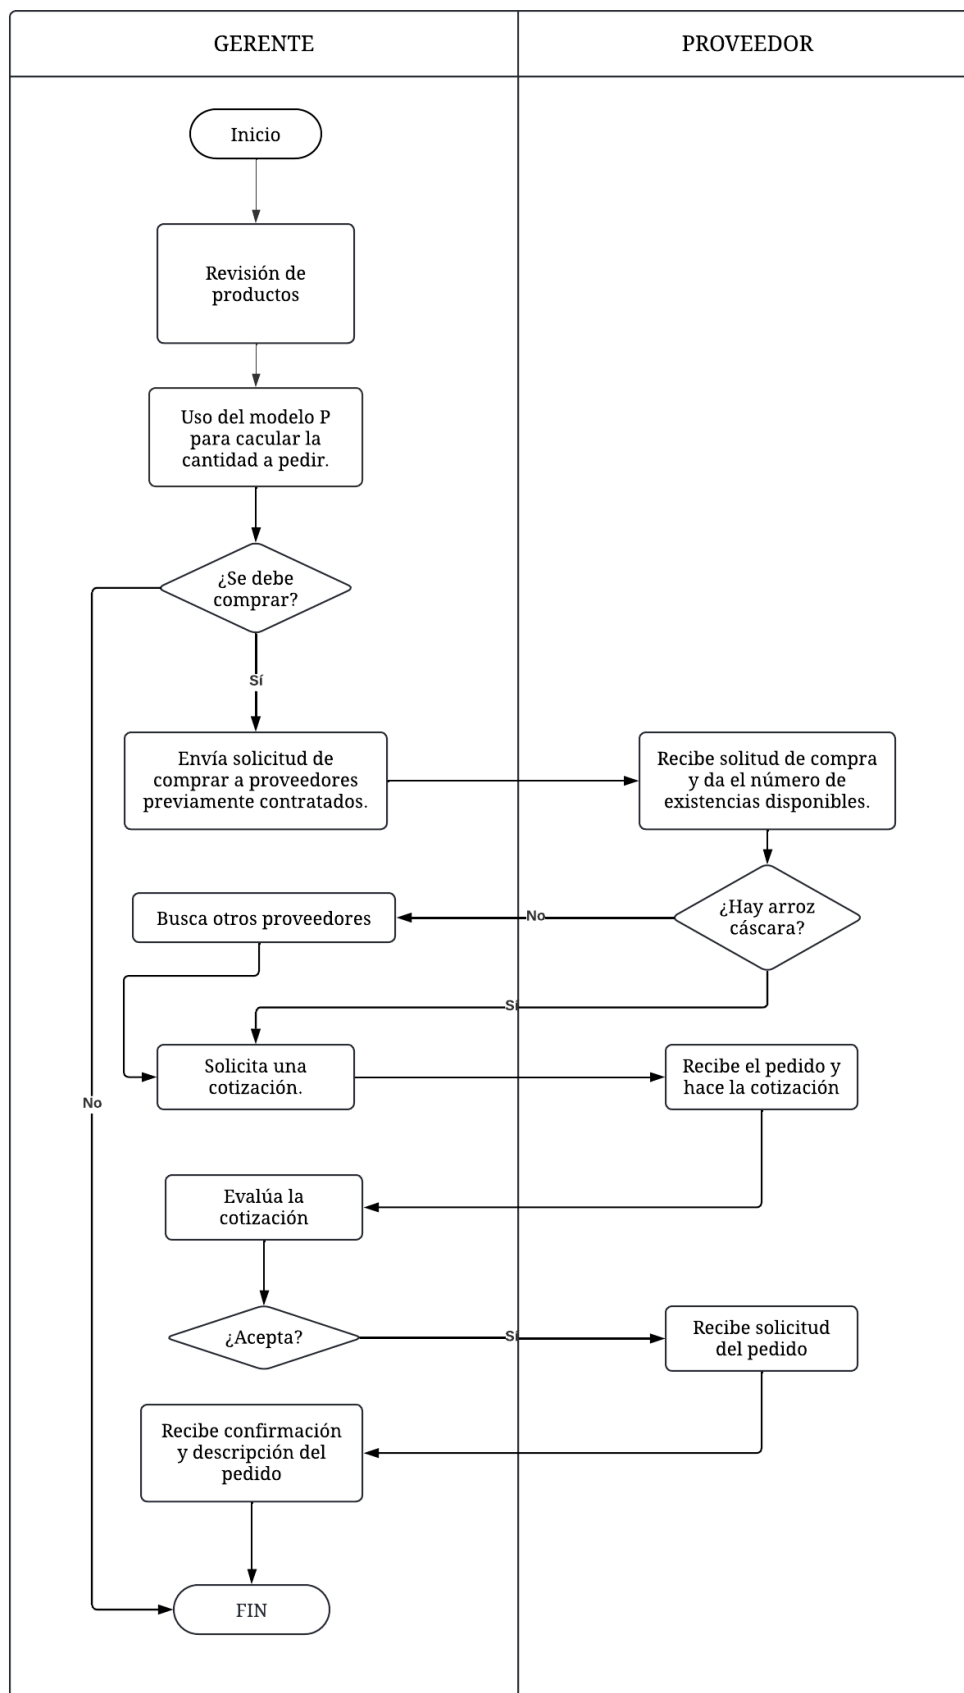 GERENTE
PROVEEDOR
Inicio
Revisión de
productos
Uso del modelo P
para cacular la
cantidad a pedir.
¿Se debe
comprar?
Sí
Envía solicitud de
comprar a proveedores
previamente contratados.
Recibe solitud de compra
y da el número de
existencias disponibles.
¿Hay arroz
cáscara?
No
Busca otros proveedores
Sí
Solicita una
cotización.
Recibe el pedido y
hace la cotización
No
Evalúa la
cotización
¿Acepta?
Sí
Recibe solicitud
del pedido
Recibe confirmación
y descripción del
pedido
FIN